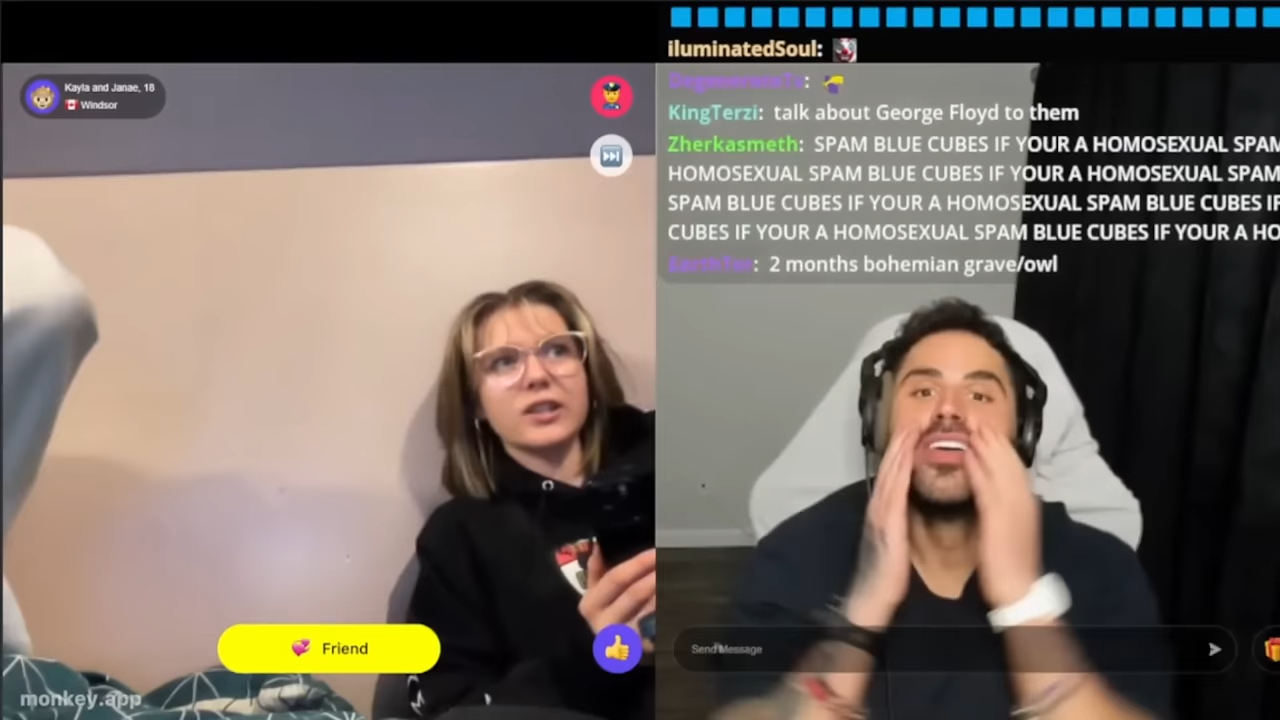 Kayla and Janae, 18
Windsor
Friend
monkey.app
iluminatedSoul:
KingTerzi: talk about George Floyd to them
Zherkasmeth: SPAM BLUE CUBES IF YOUR A HOMOSEXUAL SPAM
HOMOSEXUAL SPAM BLUE CUBES IF YOUR A HOMOSEXUAL SPAM
SPAM BLUE CUBES IF YOUR A HOMOSEXUAL SPAM BLUE CUBES IF
CUBES IF YOUR A HOMOSEXUAL SPAM BLUE CUBES IF YOUR A HO
: 2 months bohemian grave/owl
Send Message